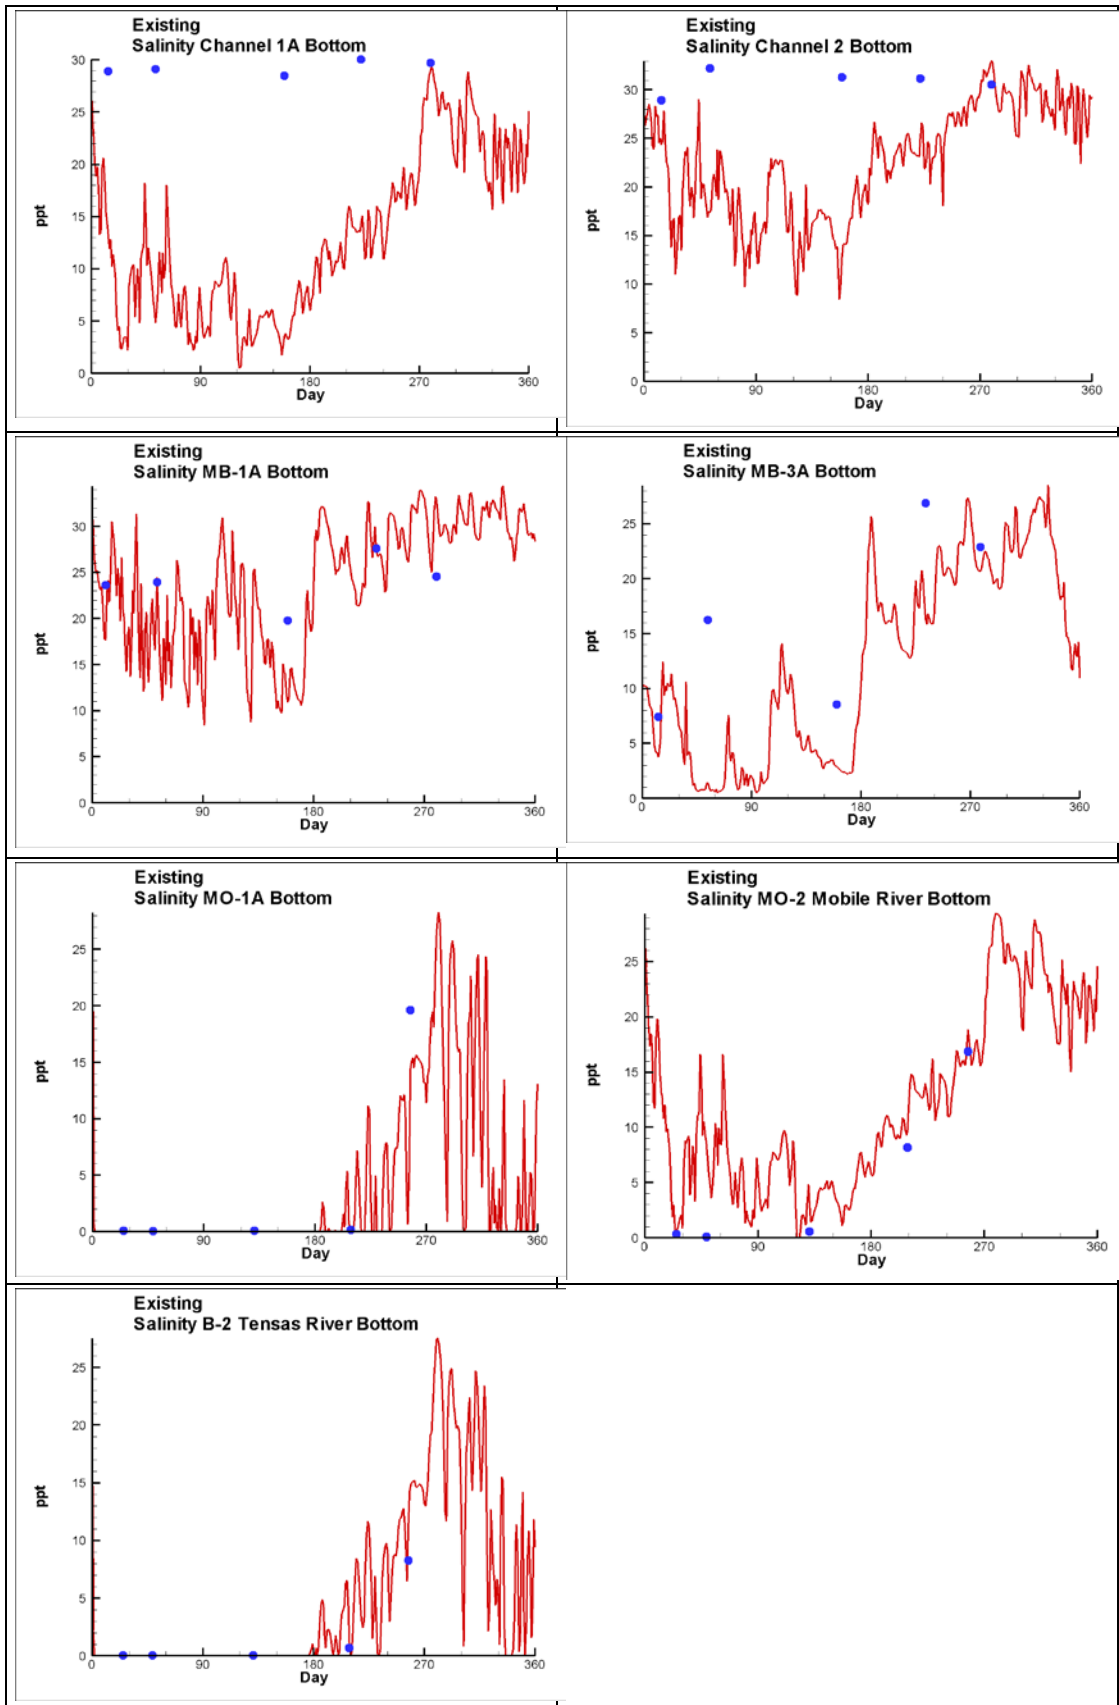 Existing
Salinity Channel 1A Bottom
30
25
20
15
10
5
0
ppt
0 90 180 270 360
Day
Existing
Salinity Channel 2 Bottom
30
25
20
15
10
5
0
ppt
0 90 180 270 360
Day
Existing
Salinity MB-1A Bottom
30
25
20
15
10
5
0
ppt
0 90 180 270 360
Day
Existing
Salinity MB-3A Bottom
25
20
15
10
5
0
ppt
0 90 180 270 360
Day
Existing
Salinity MO-1A Bottom
25
20
15
10
5
0
ppt
0 90 180 270 360
Day
Existing
Salinity MO-2 Mobile River Bottom
25
20
15
10
5
0
ppt
0 90 180 270 360
Day
Existing
Salinity B-2 Tensas River Bottom
25
20
15
10
5
0
ppt
0 90 180 270 360
Day